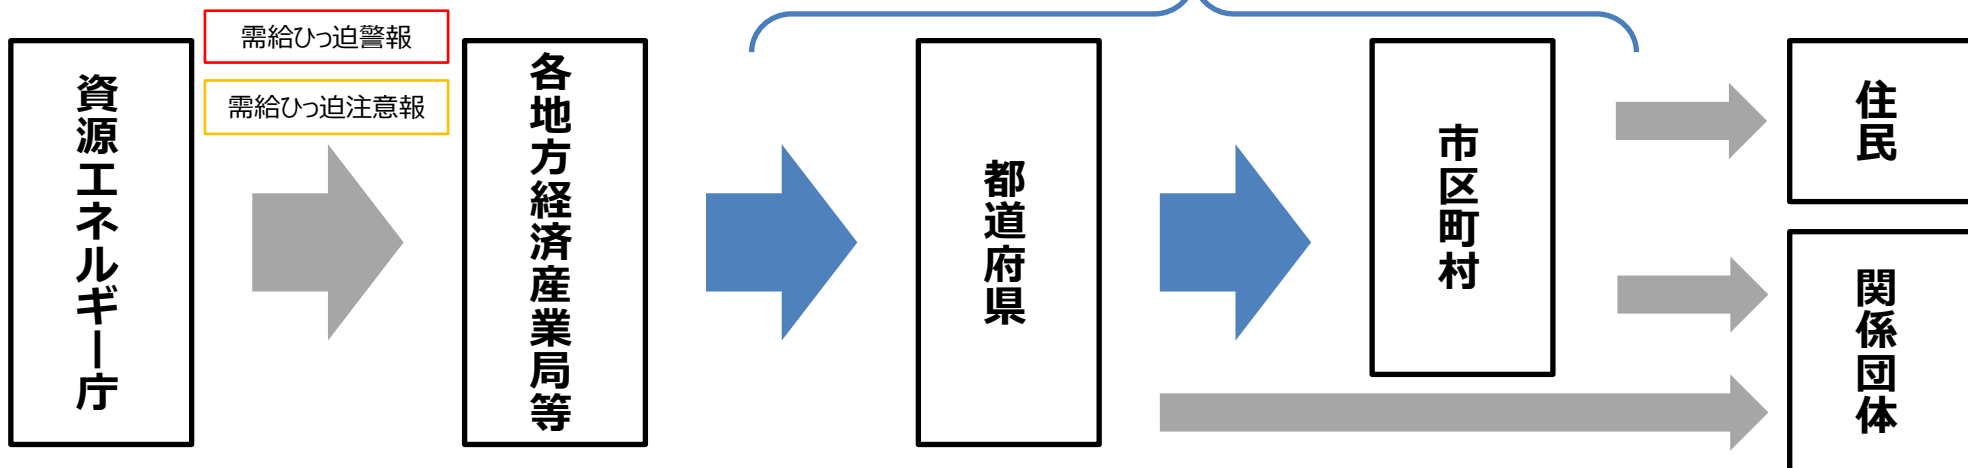 資源エネルギー庁
需給ひっ迫警報
需給ひっ迫注意報
各地方経済産業局等
都道府県
市区町村
住民
関係団体